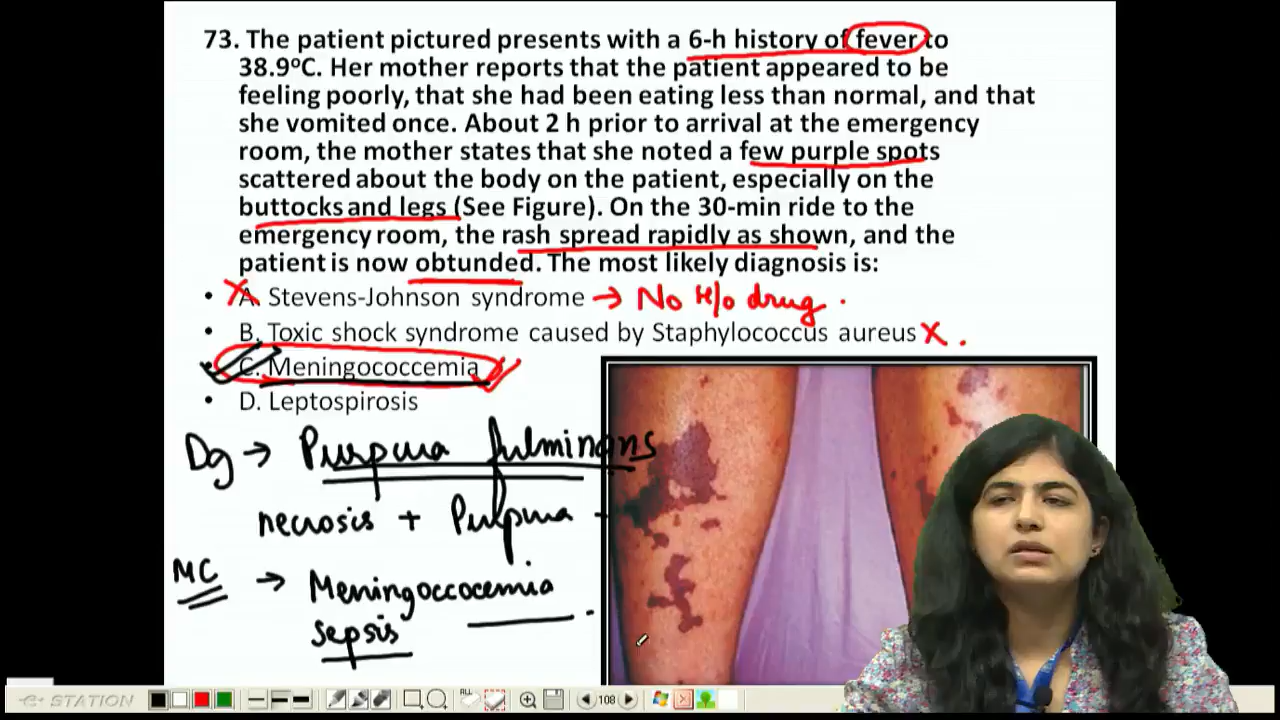 73. The patient pictured presents with a 6-h history of fever to
38.9ºC. Her mother reports that the patient appeared to be
feeling poorly, that she had been eating less than normal, and that
she vomited once. About 2 h prior to arrival at the emergency
room, the mother states that she noted a few purple spots
scattered about the body on the patient, especially on the
buttocks and legs (See Figure). On the 30-min ride to the
emergency room, the rash spread rapidly as shown, and the
patient is now obtunded. The most likely diagnosis is:
• A. Stevens-Johnson syndrome → No H/o drug.
• B. Toxic shock syndrome caused by Staphylococcus aureus X.
• C. Meningococcemia
• D. Leptospirosis
Dg → Purpura fulminans
necrosis + Purpura +
MC → Meningoccocemia
sepsis
STATION
ALL
108